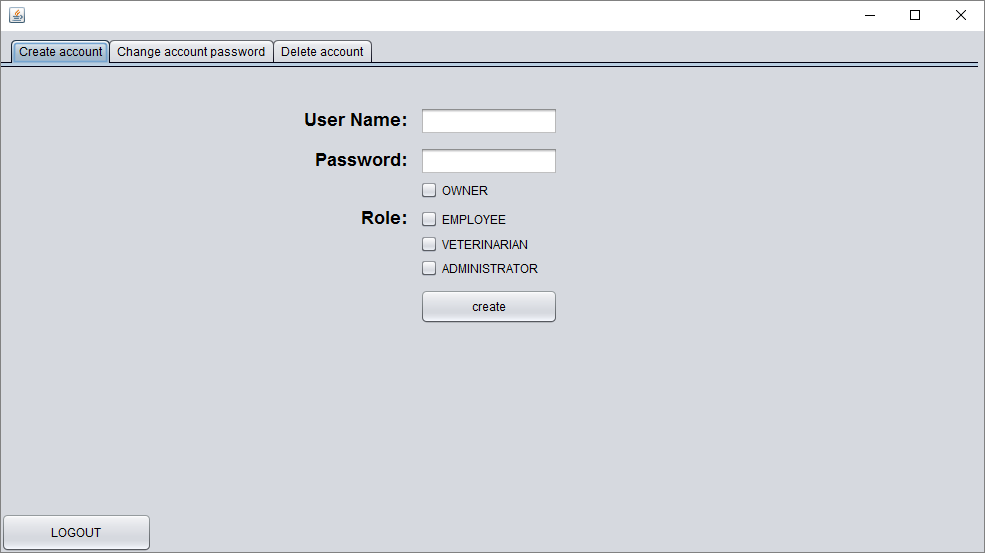 Create account Change account password Delete account
User Name:
Password:
OWNER
Role: EMPLOYEE
VETERINARIAN
ADMINISTRATOR
create
LOGOUT